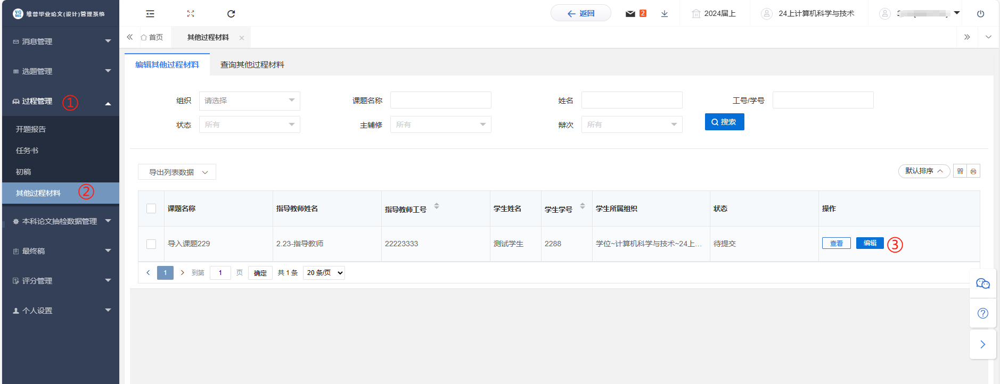 VG
MS
维普毕业论文(设计)管理系统
返回
2
2024届上
24上计算机科学与技术
首页
其他过程材料
消息管理
选题管理
过程管理
①
开题报告
任务书
初稿
其他过程材料
②
本科论文抽检数据管理
最终稿
评分管理
个人设置
编辑其他过程材料
查询其他过程材料
组织
请选择
课题名称
姓名
工号/学号
状态
所有
主辅修
所有
辩次
所有
搜索
导出列表数据
默认排序
课题名称
指导教师姓名
指导教师工号
学生姓名
学生学号
学生所属组织
状态
操作
导入课题229
2.23-指导教师
22223333
测试学生
2288
学位~计算机科学与技术~24上...
待提交
查看
编辑
③
1
到第
1
页
确定
共 1 条
20 条/页